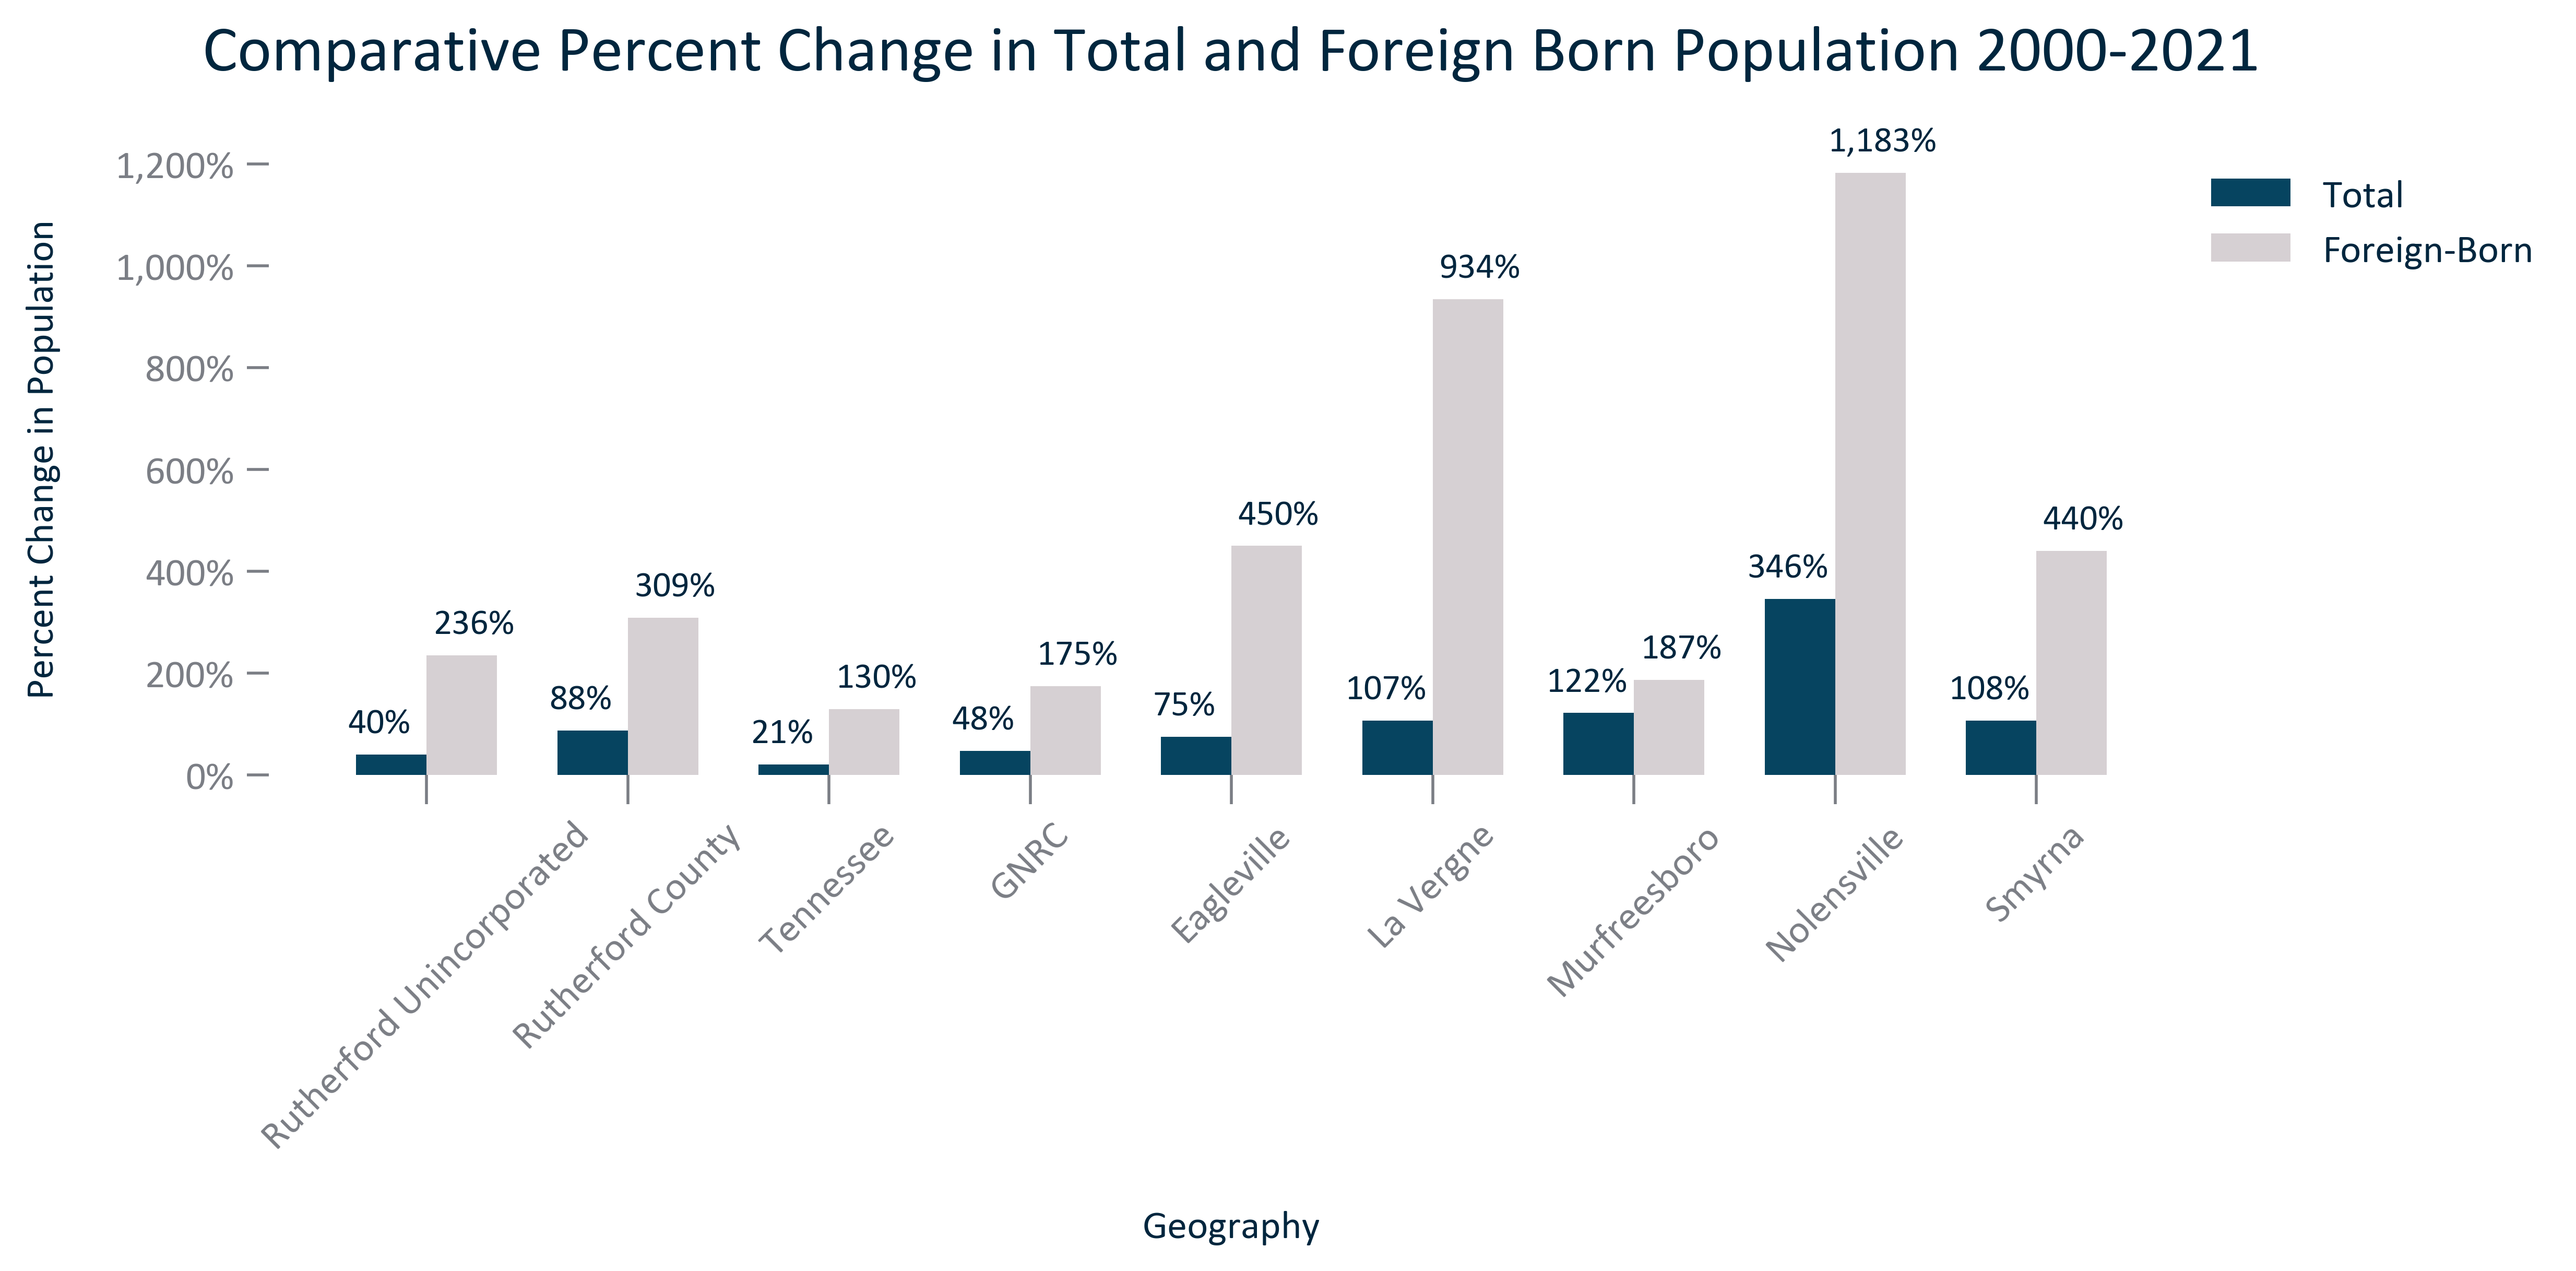 Comparative Percent Change in Total and Foreign Born Population 2000-2021
Percent Change in Population
1,200%
1,000%
800%
600%
400%
200%
0%
40%
236%
88%
309%
21%
130%
48%
175%
75%
450%
107%
934%
122%
187%
346%
1,183%
108%
440%
Total
Foreign-Born
Rutherford Unincorporated
Rutherford County
Tennessee
GNRC
Eagleville
La Vergne
Murfreesboro
Nolensville
Smyrna
Geography